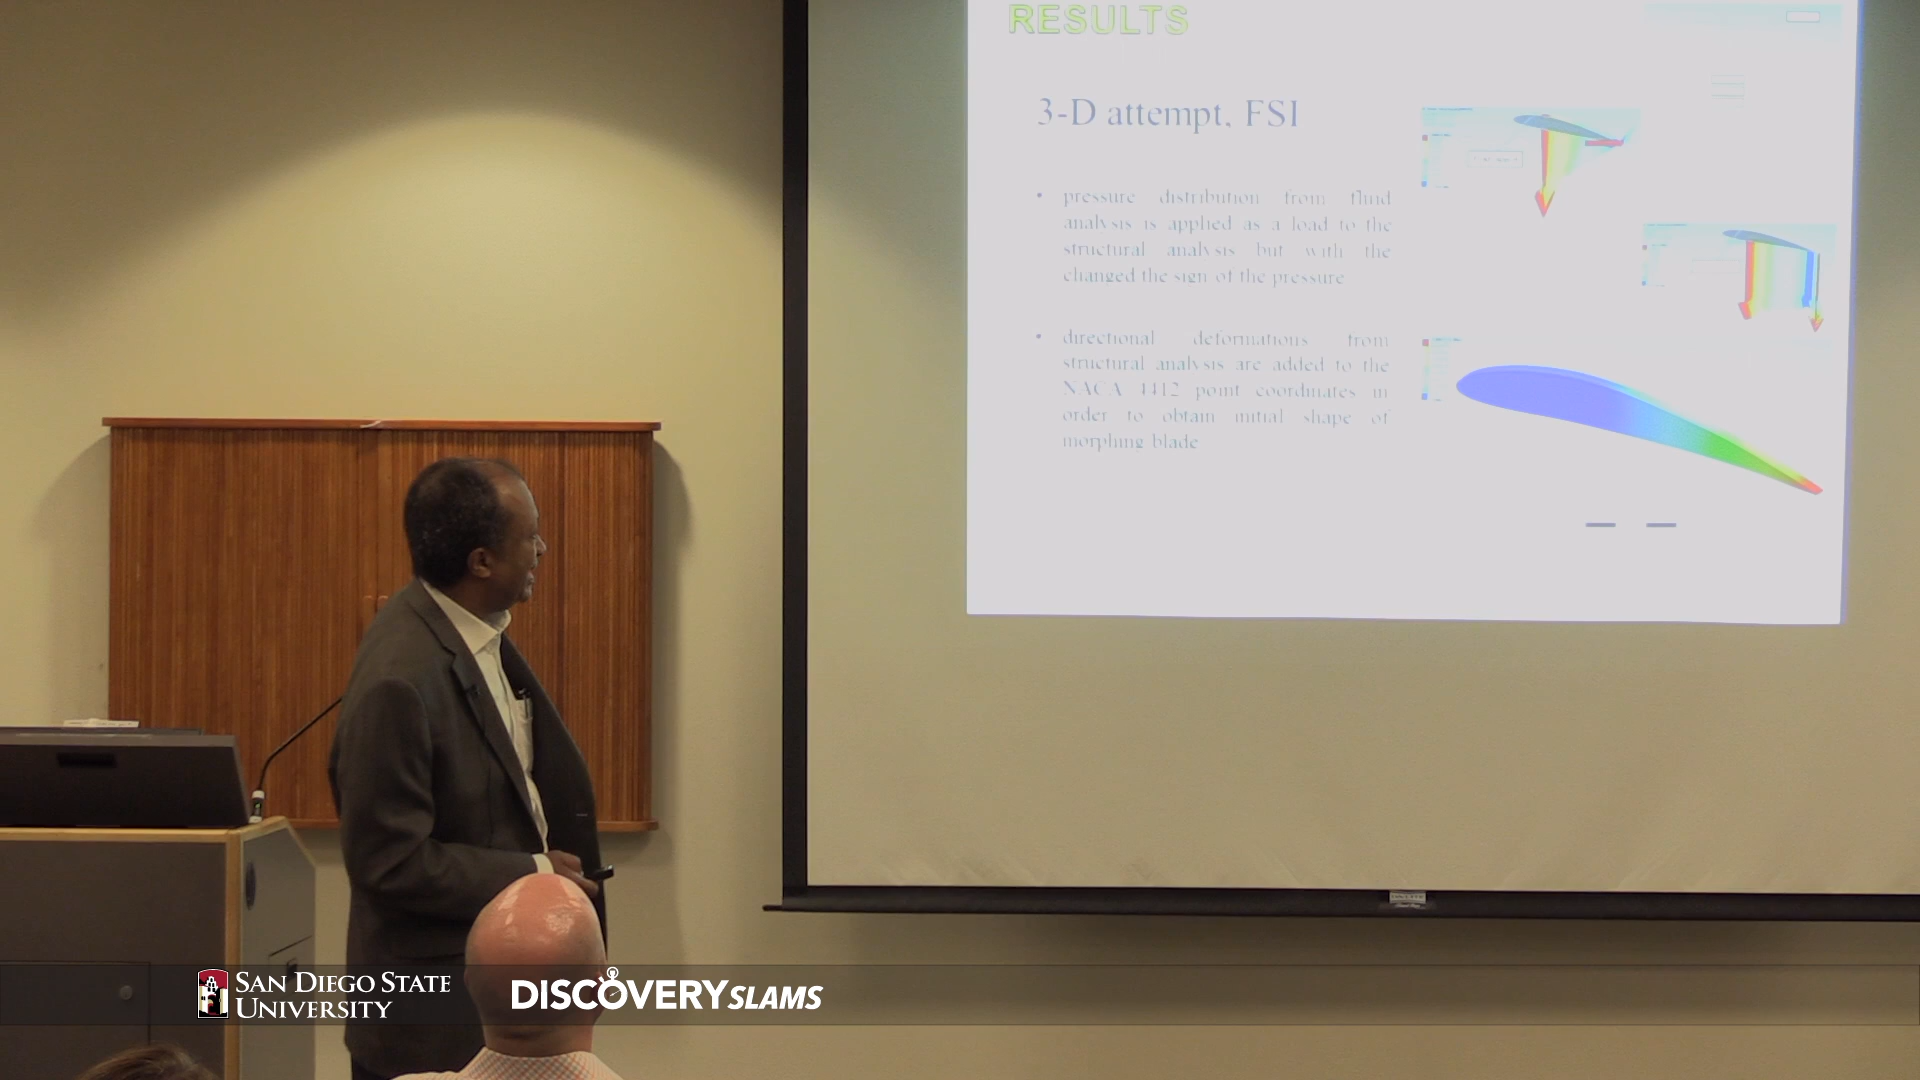 RESULTS
3-D attempt, FSI
• pressure distribution from fluid
analysis is applied as a load to the
structural analysis but with the
changed the sign of the pressure
• directional deformations from
structural analysis are added to the
NACA 4412 point coordinates in
order to obtain initial shape of
morphing blade
SAN DIEGO STATE
UNIVERSITY
DISCOVERY SLAMS